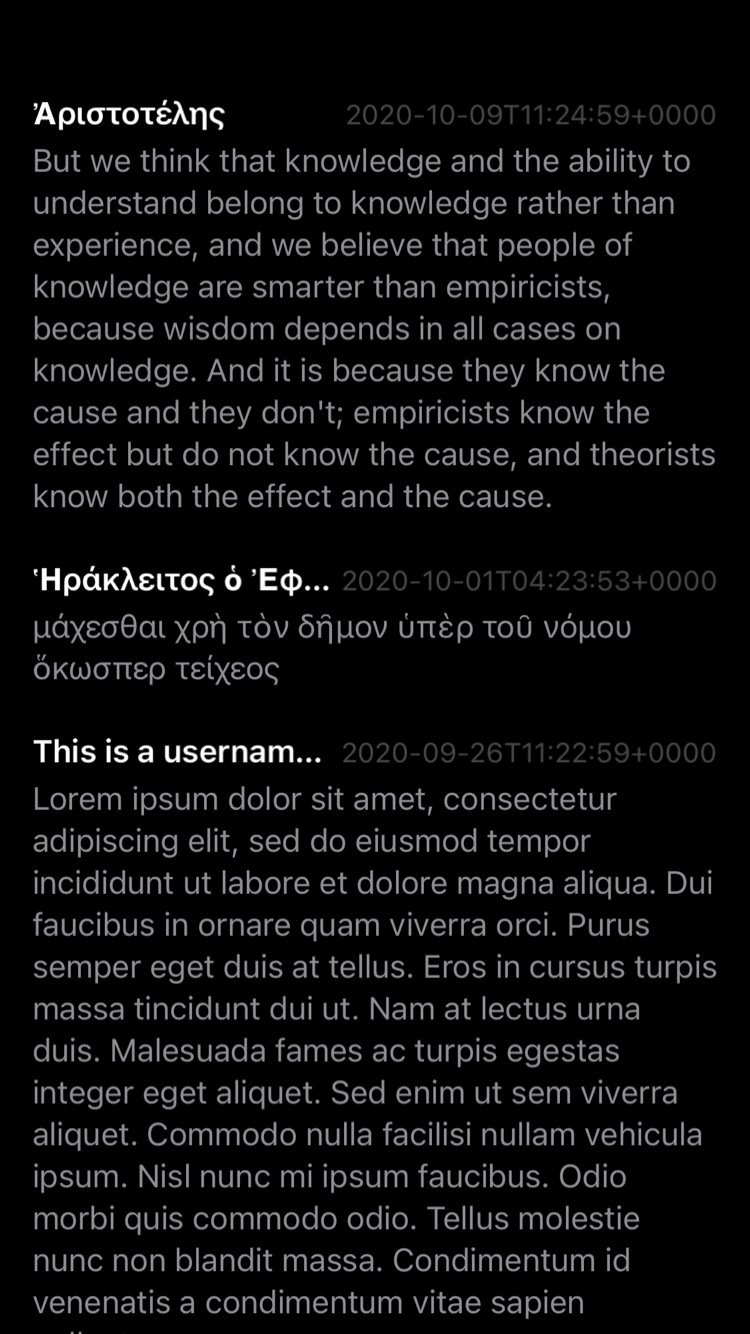 Ἀριστοτέλης 2020-10-09T11:24:59+0000
But we think that knowledge and the ability to
understand belong to knowledge rather than
experience, and we believe that people of
knowledge are smarter than empiricists,
because wisdom depends in all cases on
knowledge. And it is because they know the
cause and they don't; empiricists know the
effect but do not know the cause, and theorists
know both the effect and the cause.
Ἡράκλειτος ὁ Ἐφ... 2020-10-01T04:23:53+0000
μάχεσθαι χρὴ τὸν δῆμον ὑπὲρ τοῦ νόμου
ὅκωσπερ τείχεος
This is a usernam... 2020-09-26T11:22:59+0000
Lorem ipsum dolor sit amet, consectetur
adipiscing elit, sed do eiusmod tempor
incididunt ut labore et dolore magna aliqua. Dui
faucibus in ornare quam viverra orci. Purus
semper eget duis at tellus. Eros in cursus turpis
massa tincidunt dui ut. Nam at lectus urna
duis. Malesuada fames ac turpis egestas
integer eget aliquet. Sed enim ut sem viverra
aliquet. Commodo nulla facilisi nullam vehicula
ipsum. Nisl nunc mi ipsum faucibus. Odio
morbi quis commodo odio. Tellus molestie
nunc non blandit massa. Condimentum id
venenatis a condimentum vitae sapien